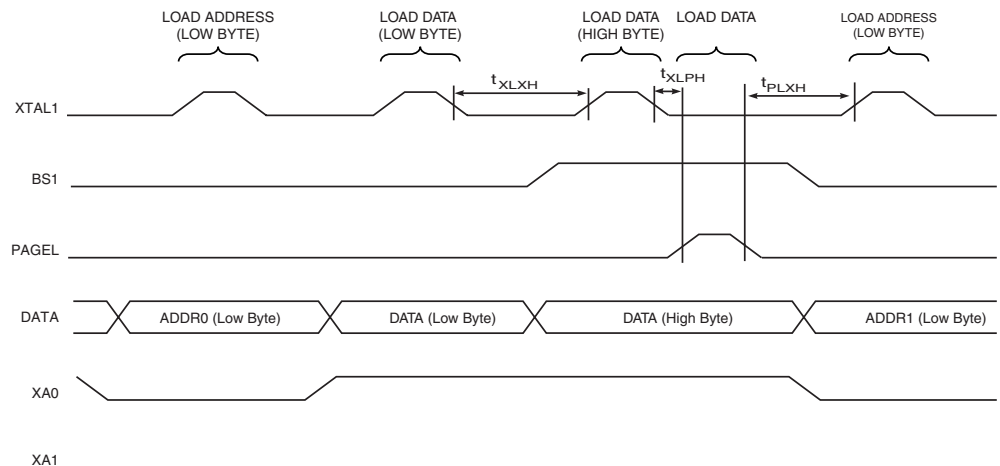 LOAD ADDRESS
(LOW BYTE)
LOAD DATA
(LOW BYTE)
LOAD DATA
(HIGH BYTE)
LOAD DATA
LOAD ADDRESS
(LOW BYTE)
tXLXH
tXLPH
tPLXH
XTAL1
BS1
PAGEL
DATA
ADDR0 (Low Byte)
DATA (Low Byte)
DATA (High Byte)
ADDR1 (Low Byte)
XA0
XA1